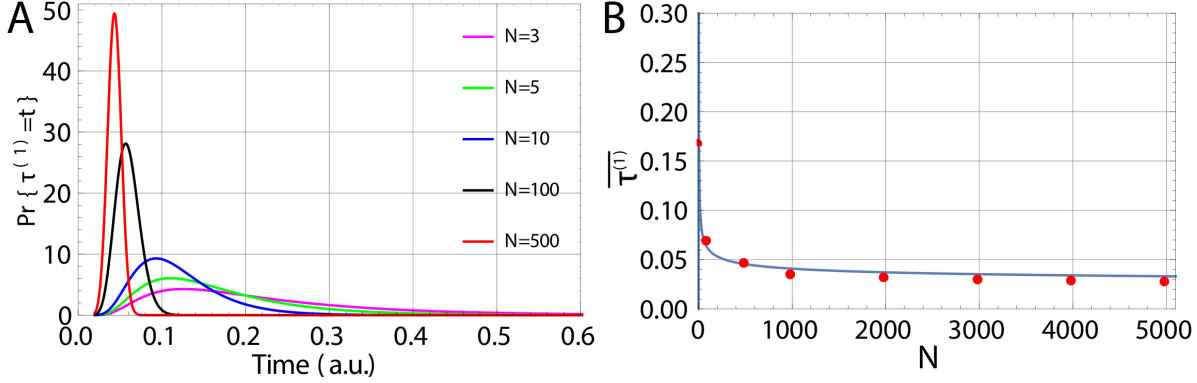 A
50
40
30
20
10
0
Pr { τ (1) =t }
N=3
N=5
N=10
N=100
N=500
0.0 0.1 0.2 0.3 0.4 0.5 0.6
Time ( a.u.)
B
0.30
0.25
0.20
0.15
0.10
0.05
0.00
τ(1)
0 1000 2000 3000 4000 5000
N